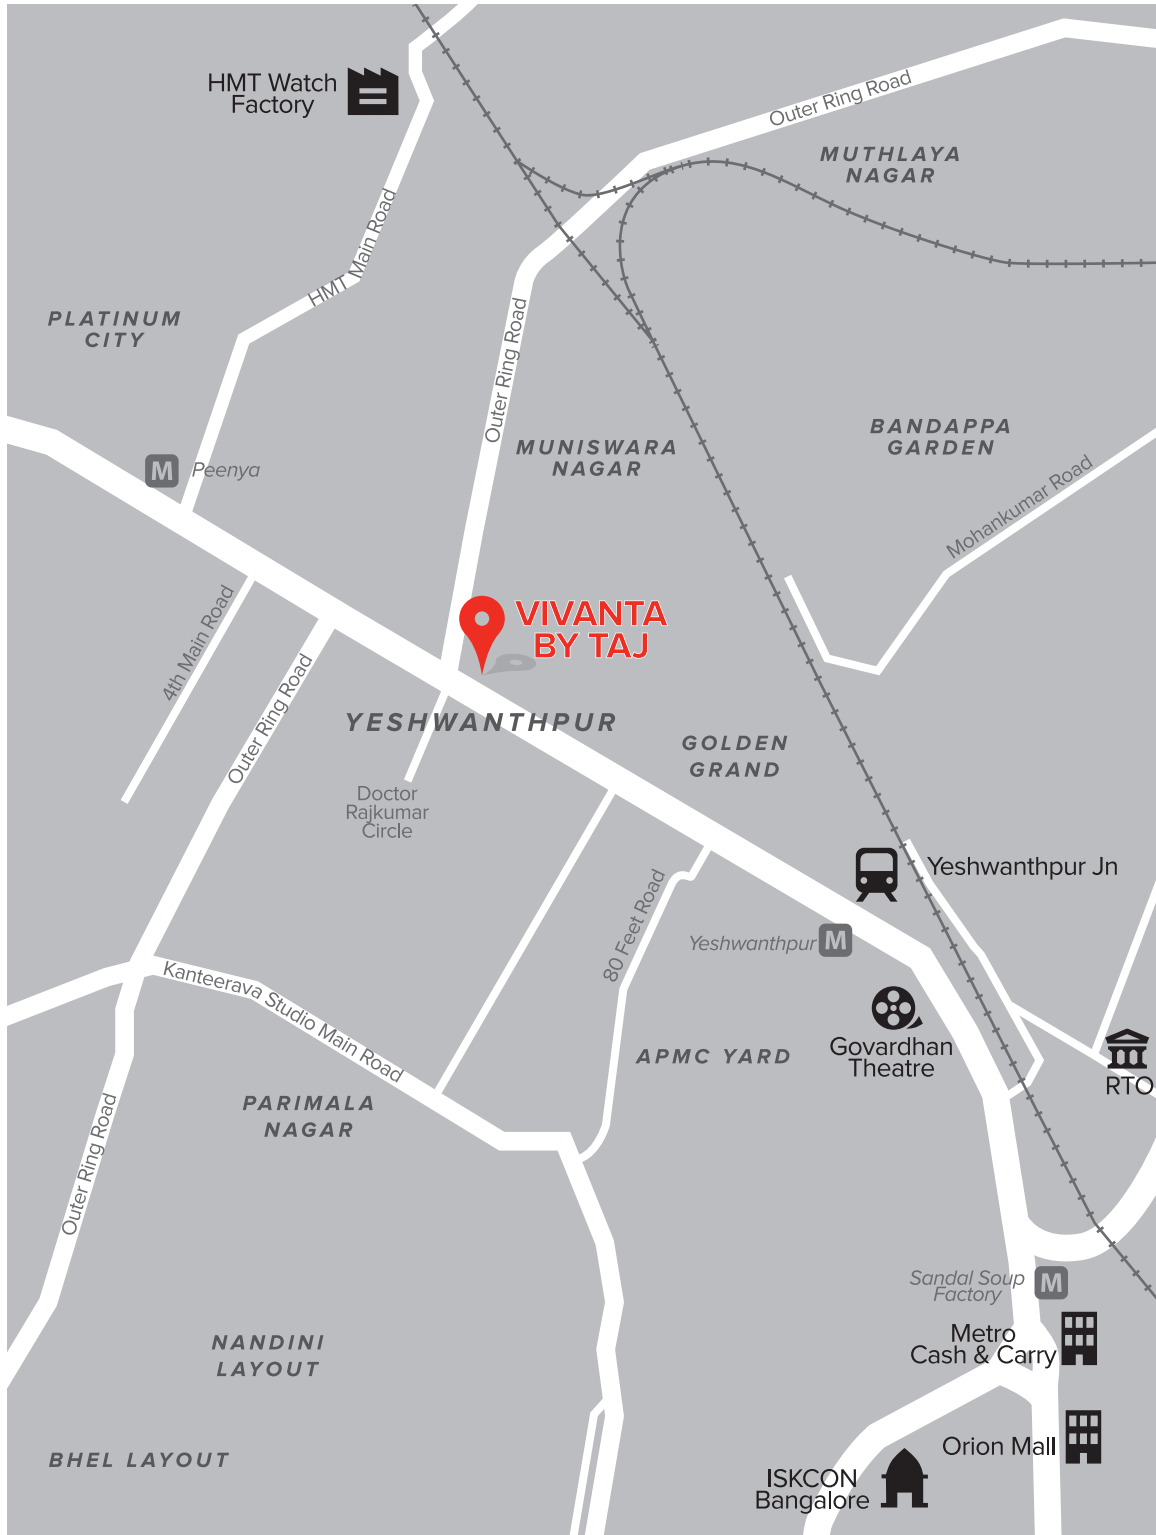 HMT Watch
Factory
Outer Ring Road
MUTHLAYA
NAGAR
HMT Main Road
PLATINUM
CITY
Outer Ring Road
MUNISWARA
NAGAR
BANDAPPA
GARDEN
M Peenya
Mohankumar Road
4th Main Road
VIVANTA
BY TAJ
Outer Ring Road
YESHWANTHPUR
GOLDEN
GRAND
Doctor
Rajkumar
Circle
Yeshwanthpur Jn
80 Feet Road
Yeshwanthpur M
Kanteerava Studio Main Road
Govardhan
Theatre
APMC YARD
RTO
PARIMALA
NAGAR
Outer Ring Road
Sandal Soup
Factory
M
Metro
Cash & Carry
NANDINI
LAYOUT
Orion Mall
BHEL LAYOUT
ISKCON
Bangalore